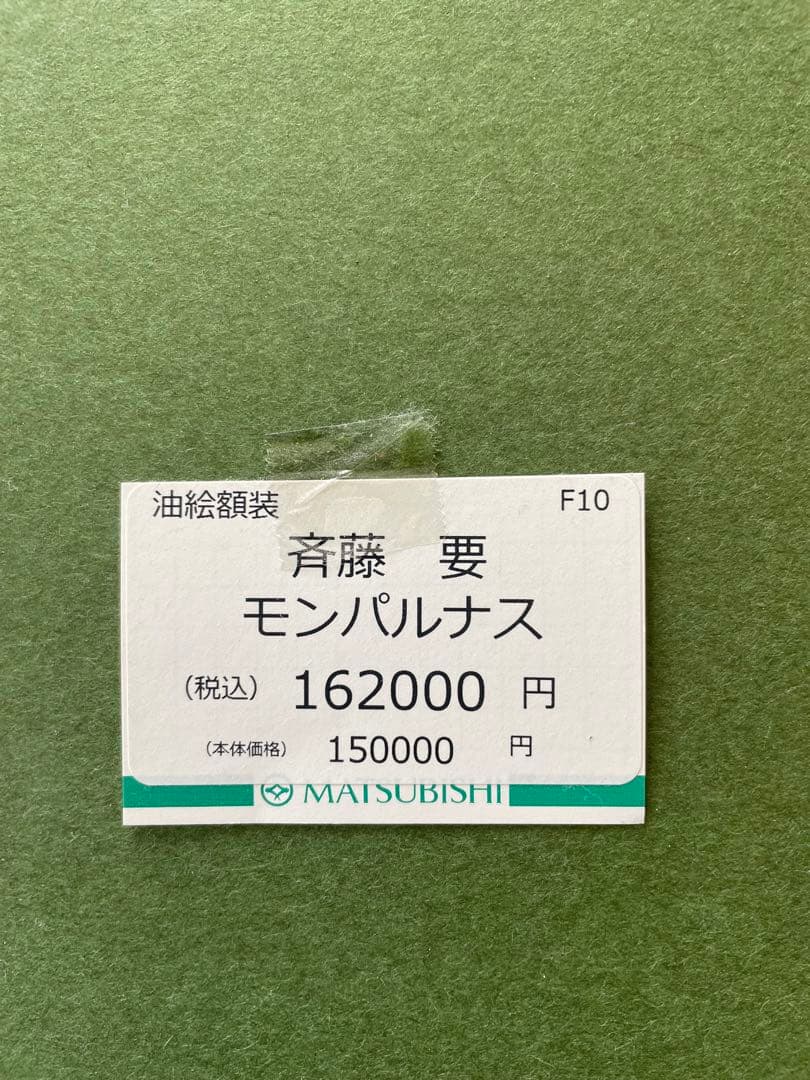 油絵額装 F10
斉藤 要
モンパルナス
（税込） 162000 円
（本体価格） 150000 円
MATSUBISHI